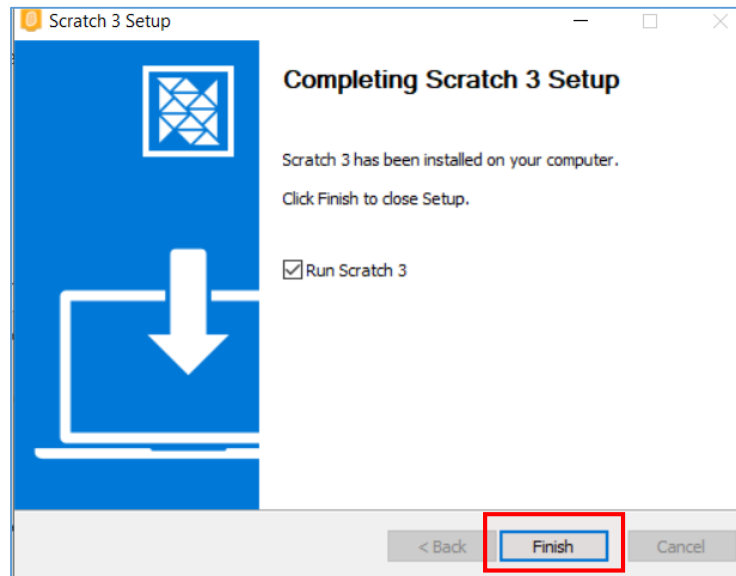 Scratch 3 Setup
Completing Scratch 3 Setup
Scratch 3 has been installed on your computer.
Click Finish to close Setup.
Run Scratch 3
< Back Finish Cancel